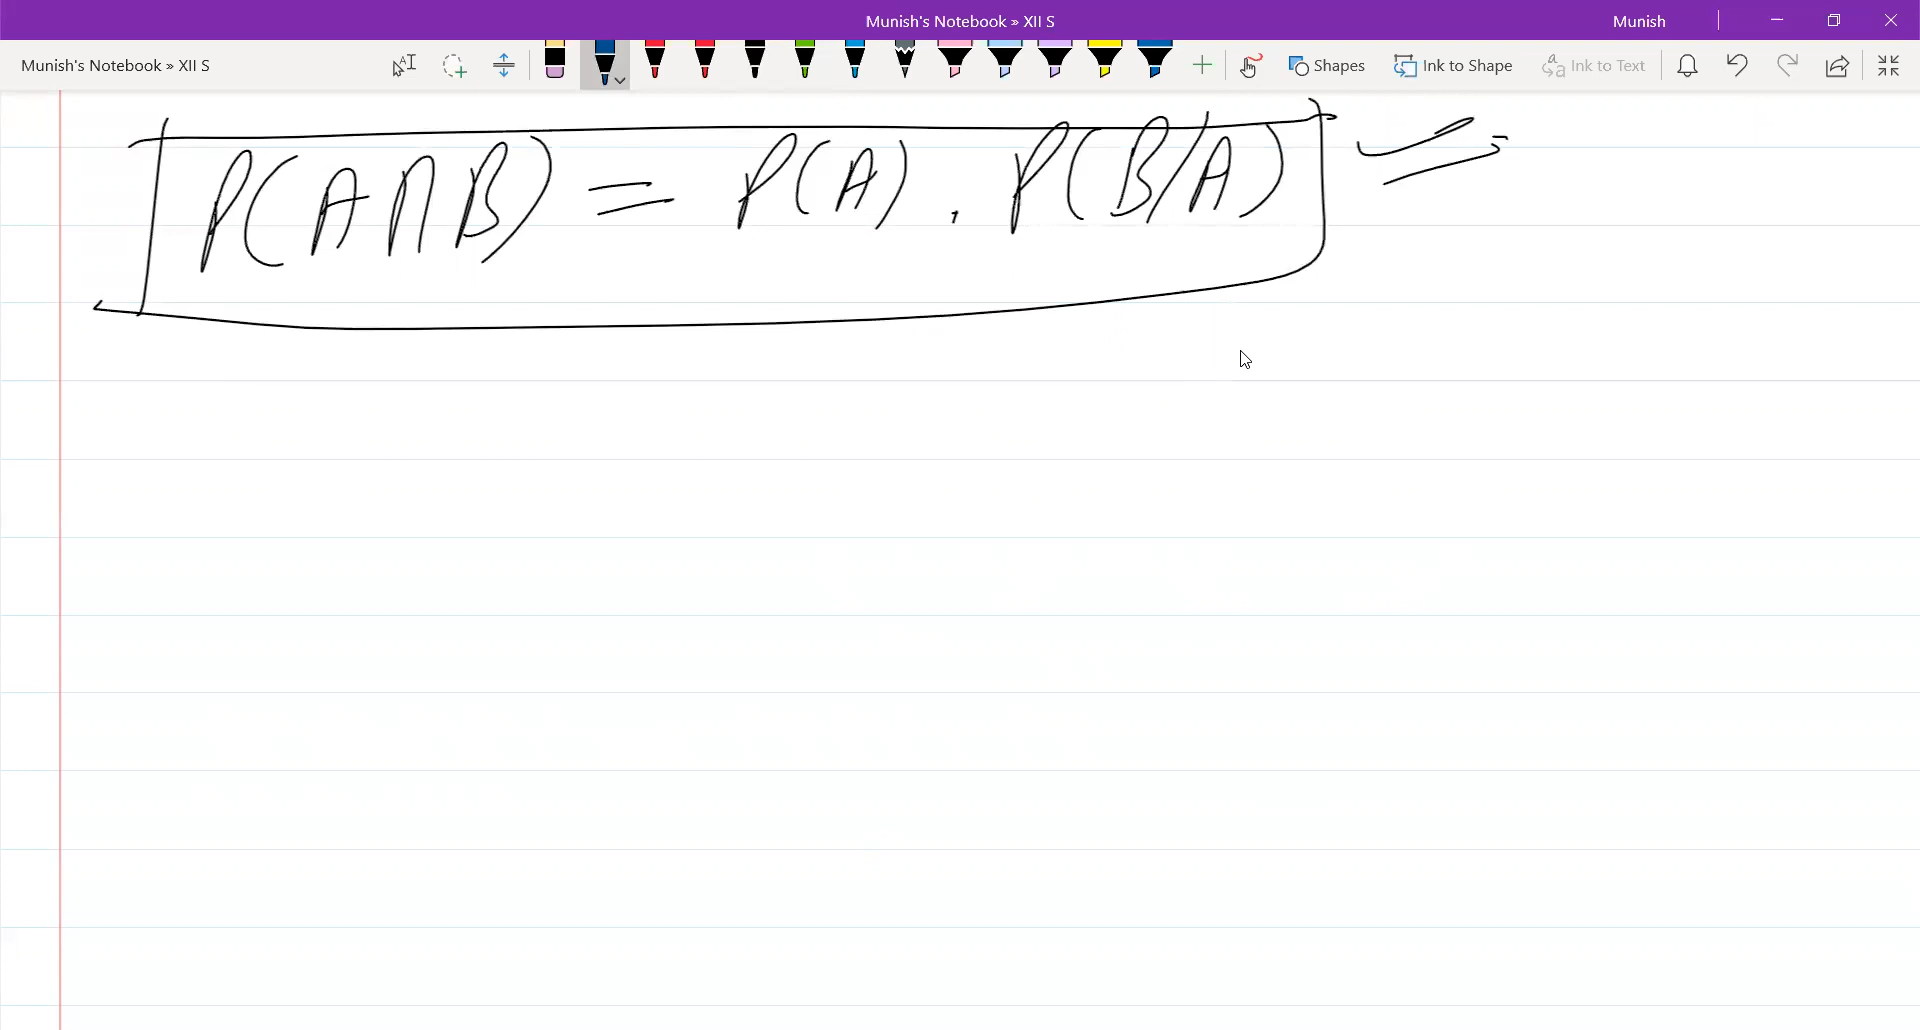 Munish's Notebook » XII S
Munish
Munish's Notebook » XII S
Shapes
Ink to Shape
Ink to Text
P(A∩B) = P(A) . P(B/A)